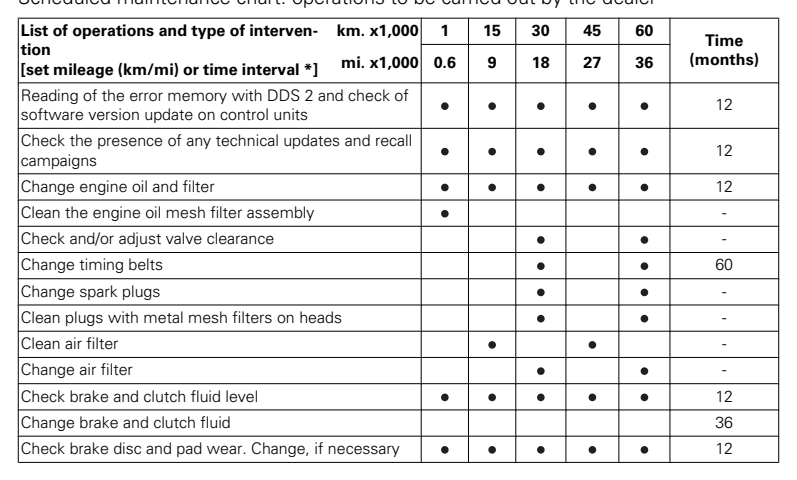 Scheduled maintenance chart: operations to be carried out by the dealer
List of operations and type of interven- km. x1,000 1 15 30 45 60 Time (months)
tion
[set mileage (km/mi) or time interval *] mi. x1,000 0.6 9 18 27 36
Reading of the error memory with DDS 2 and check of
software version update on control units ● ● ● ● ● 12
Check the presence of any technical updates and recall
campaigns ● ● ● ● ● 12
Change engine oil and filter ● ● ● ● ● 12
Clean the engine oil mesh filter assembly ● -
Check and/or adjust valve clearance ● ● -
Change timing belts ● ● 60
Change spark plugs ● ● -
Clean plugs with metal mesh filters on heads ● ● -
Clean air filter ● ● -
Change air filter ● ● -
Check brake and clutch fluid level ● ● ● ● ● 12
Change brake and clutch fluid 36
Check brake disc and pad wear. Change, if necessary ● ● ● ● ● 12